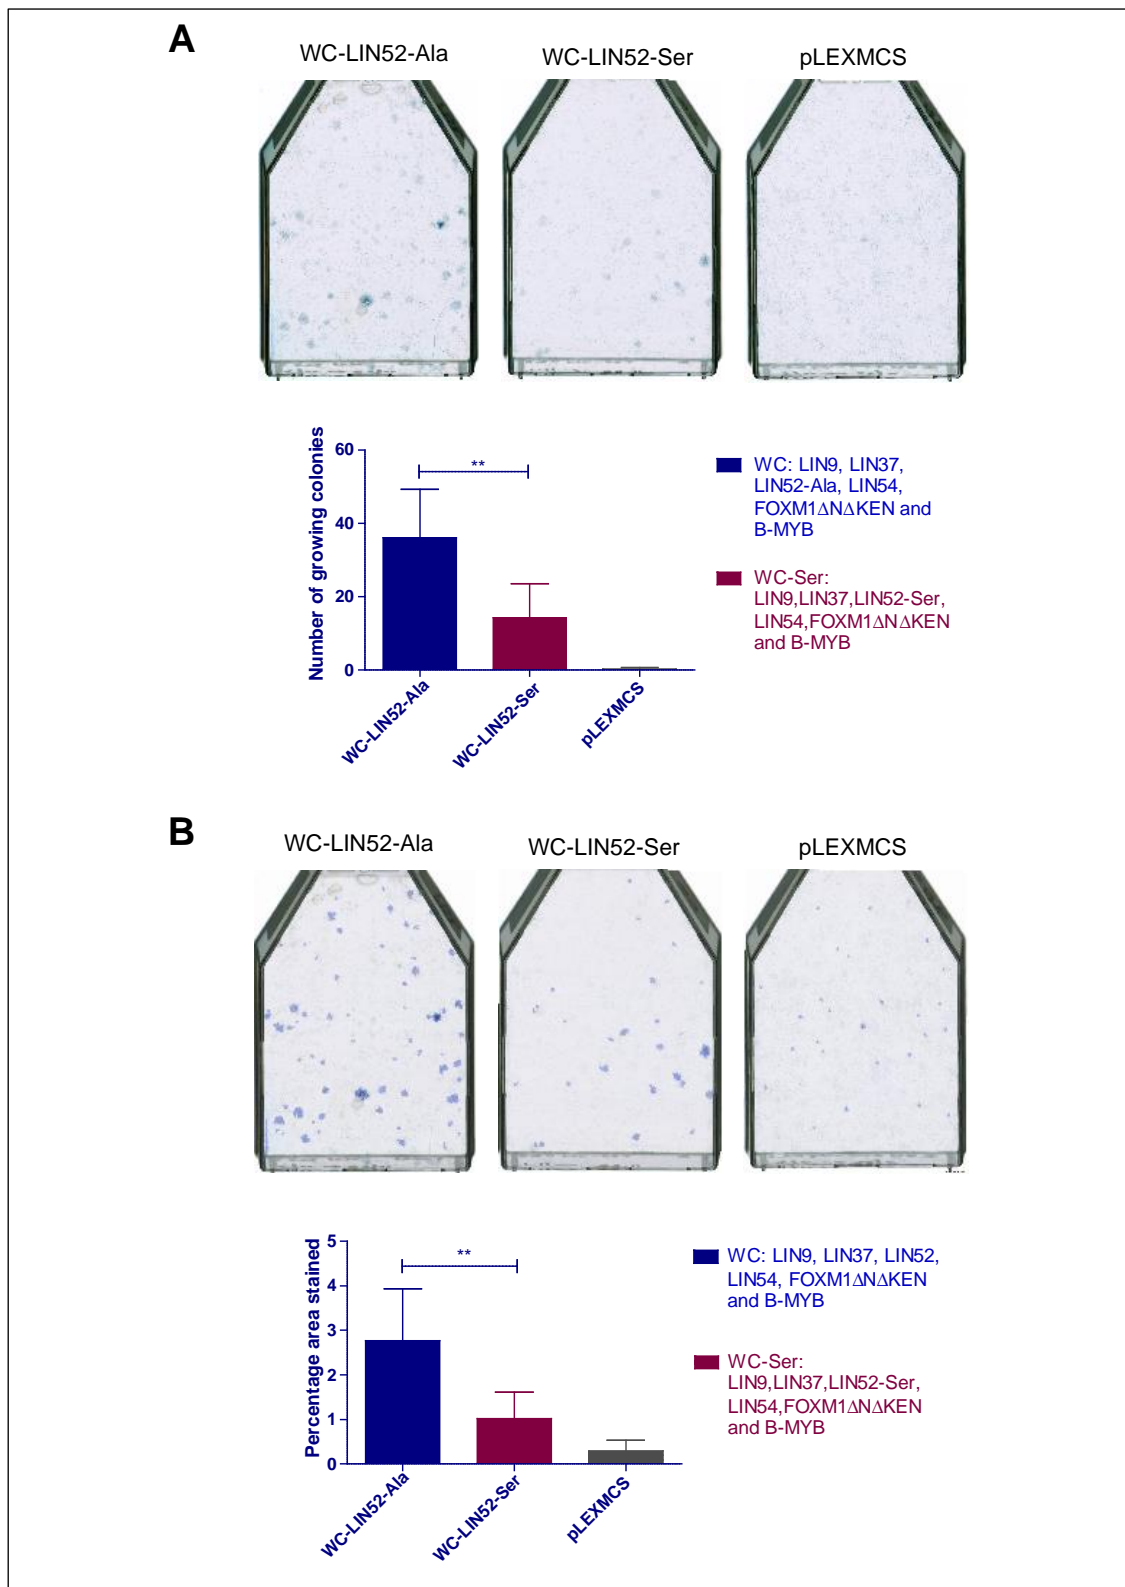 A
WC-LIN52-Ala
WC-LIN52-Ser
pLEXMCS
Number of growing colonies
60
40
20
0
**
WC-LIN52-Ala
WC-LIN52-Ser
pLEXMCS
WC: LIN9, LIN37,
LIN52-Ala, LIN54,
FOXM1ΔNΔKEN and
B-MYB
WC-Ser:
LIN9,LIN37,LIN52-Ser,
LIN54,FOXM1ΔNΔKEN
and B-MYB
B
WC-LIN52-Ala
WC-LIN52-Ser
pLEXMCS
Percentage area stained
5
4
3
2
1
0
**
WC-LIN52-Ala
WC-LIN52-Ser
pLEXMCS
WC: LIN9, LIN37, LIN52,
LIN54, FOXM1ΔNΔKEN
and B-MYB
WC-Ser:
LIN9,LIN37,LIN52-Ser,
LIN54,FOXM1ΔNΔKEN
and B-MYB